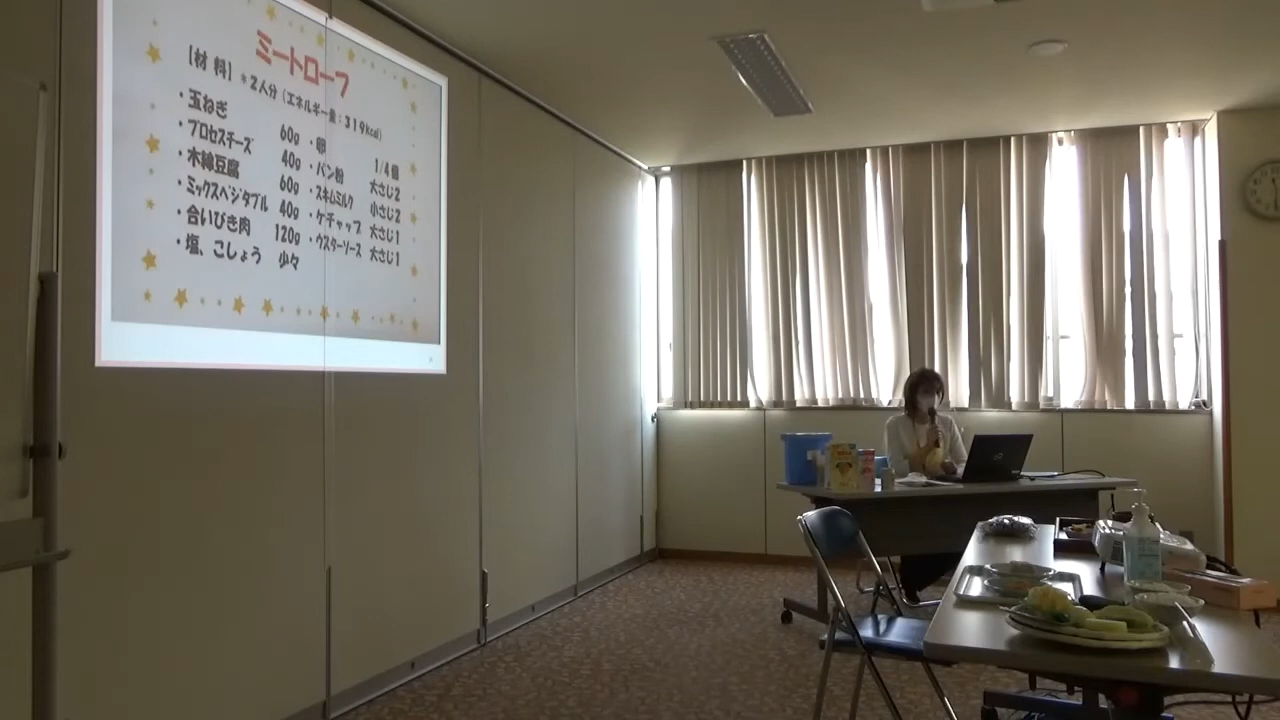 ミートローフ
【材 料】 *2人分 (エネルギー量:319kcal)
・玉ねぎ 60g ・卵 1/4個
・プロセスチーズ 40g ・パン粉 大さじ2
・木綿豆腐 60g ・スキムミルク 小さじ2
・ミックスベジタブル 40g ・ケチャップ 大さじ1
・合いびき肉 120g ・ウスターソース 大さじ1
・塩、こしょう 少々